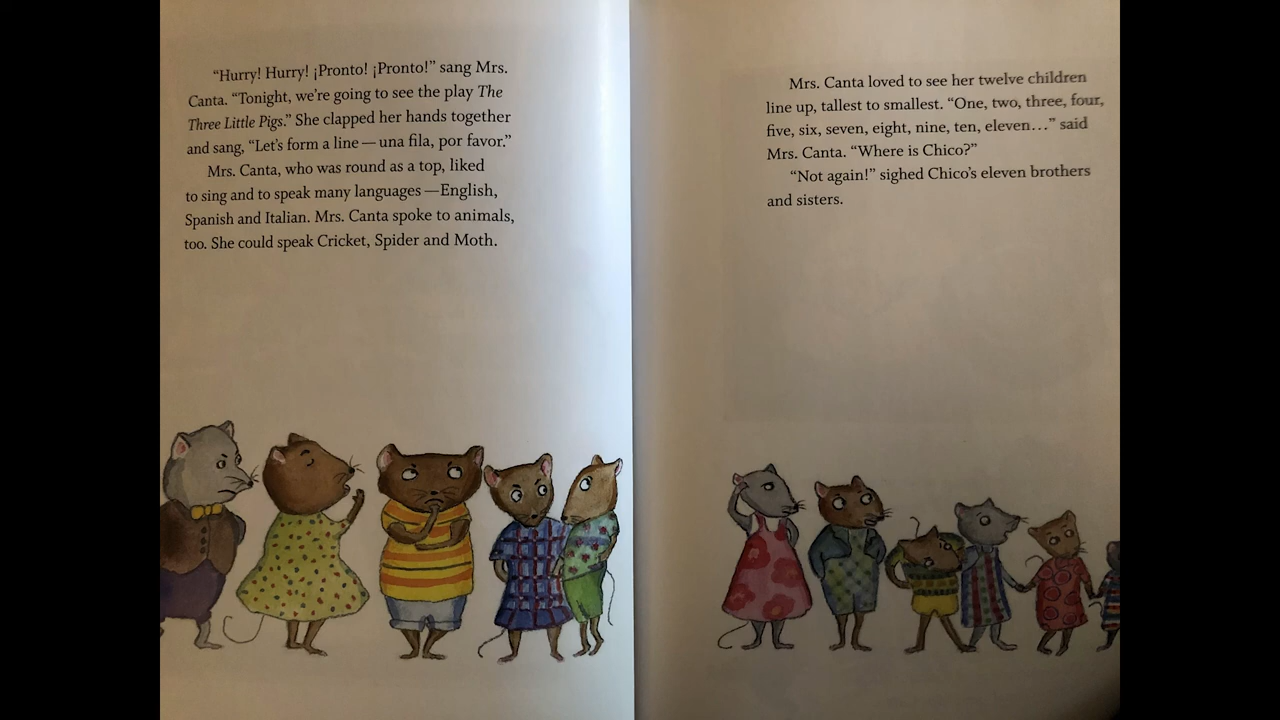 “Hurry! Hurry! ¡Pronto! ¡Pronto!” sang Mrs.
Canta. “Tonight, we’re going to see the play The
Three Little Pigs.” She clapped her hands together
and sang, “Let’s form a line — una fila, por favor.”
Mrs. Canta, who was round as a top, liked
to sing and to speak many languages — English,
Spanish and Italian. Mrs. Canta spoke to animals,
too. She could speak Cricket, Spider and Moth.
Mrs. Canta loved to see her twelve children
line up, tallest to smallest. “One, two, three, four,
five, six, seven, eight, nine, ten, eleven…” said
Mrs. Canta. “Where is Chico?”
“Not again!” sighed Chico’s eleven brothers
and sisters.